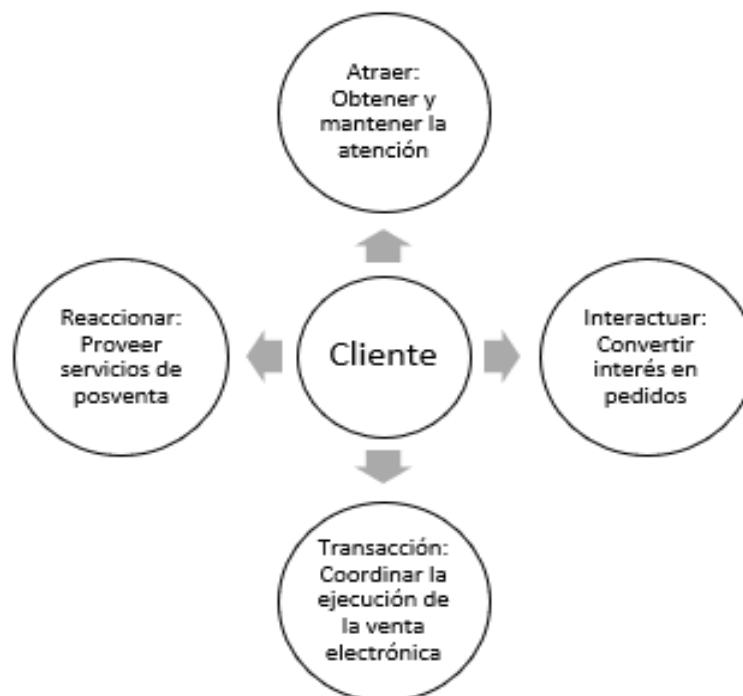 Atraer:
Obtener y
mantener la
atención
Reaccionar:
Proveer
servicios de
posventa
Cliente
Interactuar:
Convertir
interés en
pedidos
Transacción:
Coordinar la
ejecución de
la venta
electrónica